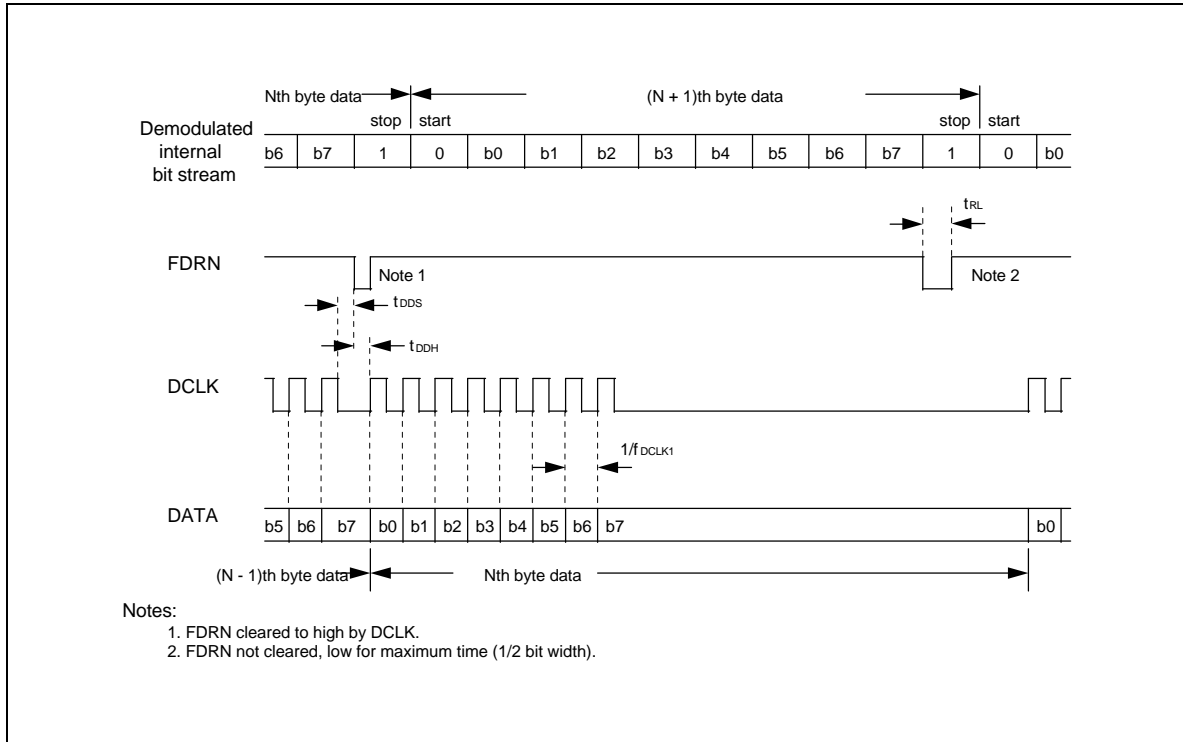 Nth byte data
(N + 1)th byte data
stop start stop start
Demodulated
internal
bit stream
b6 b7 1 0 b0 b1 b2 b3 b4 b5 b6 b7 1 0 b0
tRL
FDRN
Note 1
Note 2
tDDS
tDDH
DCLK
1/fDCLK1
DATA
b5 b6 b7 b0 b1 b2 b3 b4 b5 b6 b7 b0
(N - 1)th byte data
Nth byte data
Notes:
1. FDRN cleared to high by DCLK.
2. FDRN not cleared, low for maximum time (1/2 bit width).